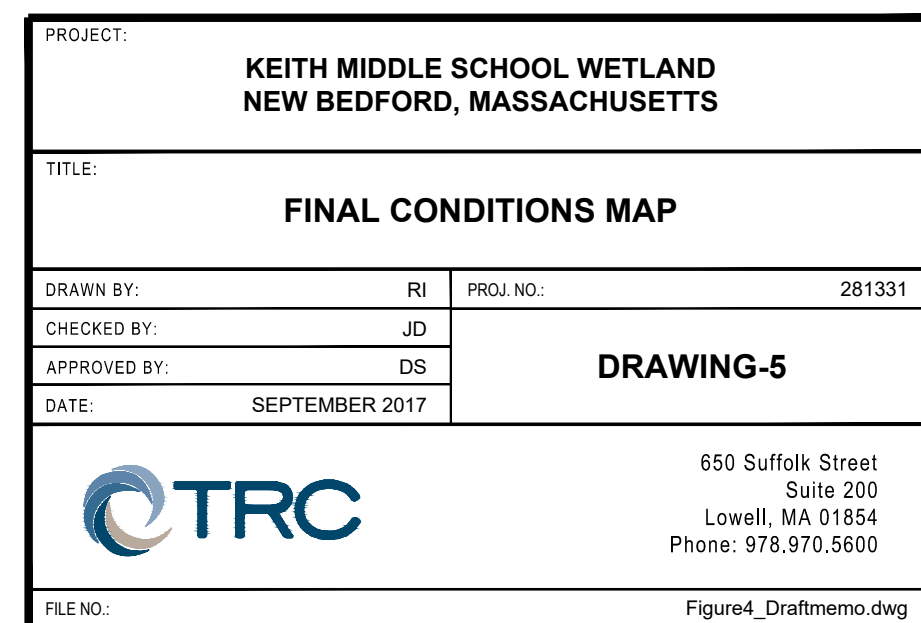 PROJECT:
KEITH MIDDLE SCHOOL WETLAND
NEW BEDFORD, MASSACHUSETTS
TITLE:
FINAL CONDITIONS MAP
DRAWN BY: RI
PROJ. NO.: 281331
CHECKED BY: JD
APPROVED BY: DS
DATE: SEPTEMBER 2017
DRAWING-5
TRC
650 Suffolk Street
Suite 200
Lowell, MA 01854
Phone: 978.970.5600
FILE NO.: Figure4_Draftmemo.dwg